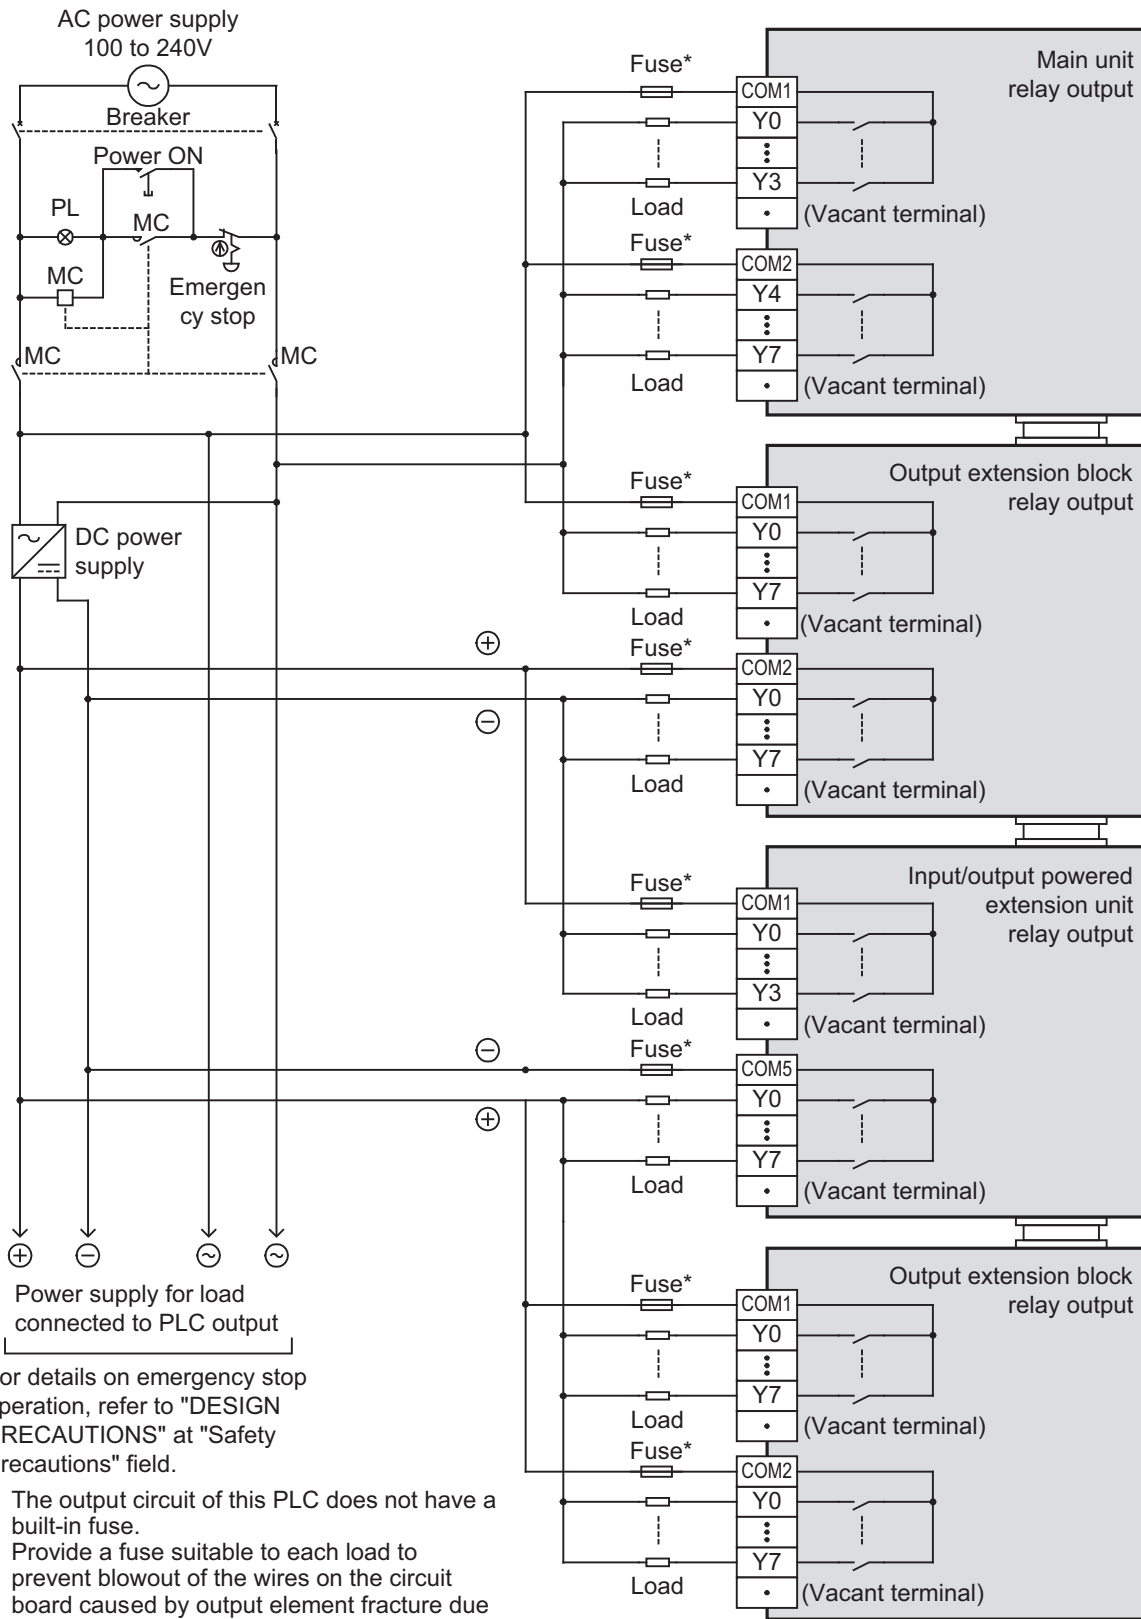 AC power supply
100 to 240V
Breaker
Power ON
PL
MC
MC
Emergen
cy stop
MC
MC
DC power
supply
Power supply for load
connected to PLC output
or details on emergency stop
peration, refer to "DESIGN
RECAUTIONS" at "Safety
recautions" field.
The output circuit of this PLC does not have a
built-in fuse.
Provide a fuse suitable to each load to
prevent blowout of the wires on the circuit
board caused by output element fracture due
Main unit
relay output
Fuse*
COM1
Y0
Y3
Load
(Vacant terminal)
Fuse*
COM2
Y4
Y7
Load
(Vacant terminal)
Output extension block
relay output
Fuse*
COM1
Y0
Y7
Load
(Vacant terminal)
Fuse*
COM2
Y0
Y7
Load
(Vacant terminal)
Input/output powered
extension unit
relay output
Fuse*
COM1
Y0
Y3
Load
(Vacant terminal)
Fuse*
COM5
Y0
Y7
Load
(Vacant terminal)
Output extension block
relay output
Fuse*
COM1
Y0
Y7
Load
(Vacant terminal)
Fuse*
COM2
Y0
Y7
Load
(Vacant terminal)